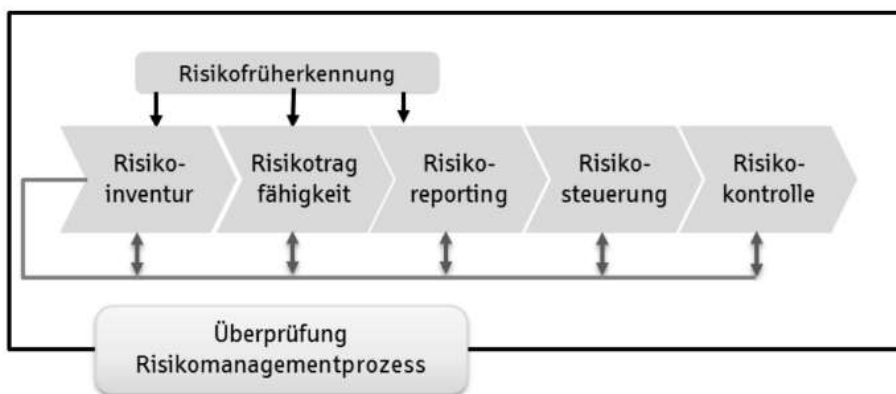 Risikofrüherkennung
Risiko-
inventur
Risikotrag
fähigkeit
Risiko-
reporting
Risiko-
steuerung
Risiko-
kontrolle
Überprüfung
Risikomanagementprozess